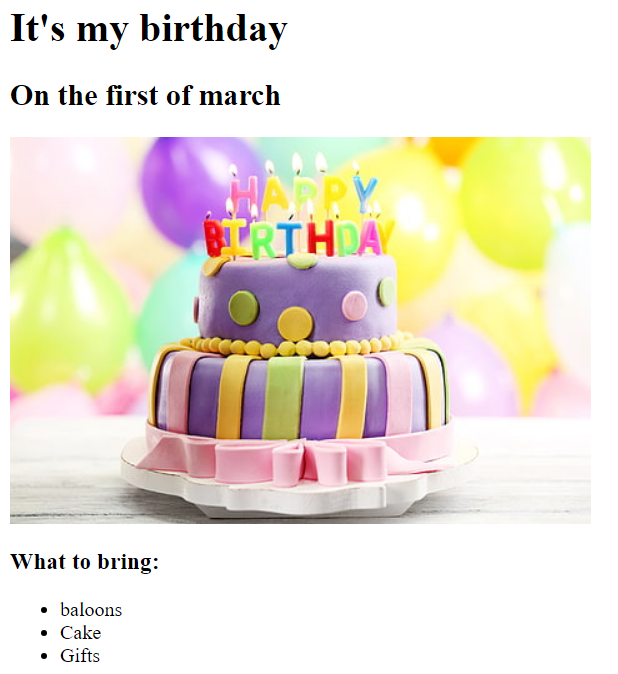 It's my birthday
On the first of march
HAPPY
BIRTHDAY
What to bring:
baloons
Cake
Gifts